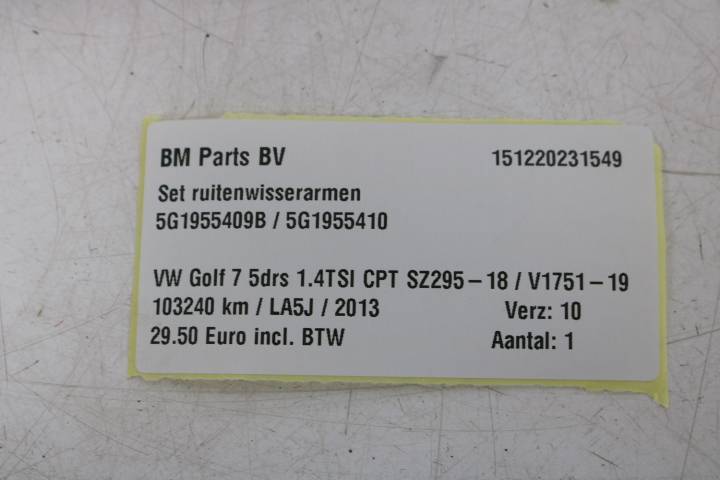 BM Parts BV 151220231549
Set ruitenwisserarmen
5G1955409B / 5G1955410
VW Golf 7 5drs 1.4TSI CPT SZ295-18 / V1751-19
103240 km / LA5J / 2013 Verz: 10
29.50 Euro incl. BTW Aantal: 1